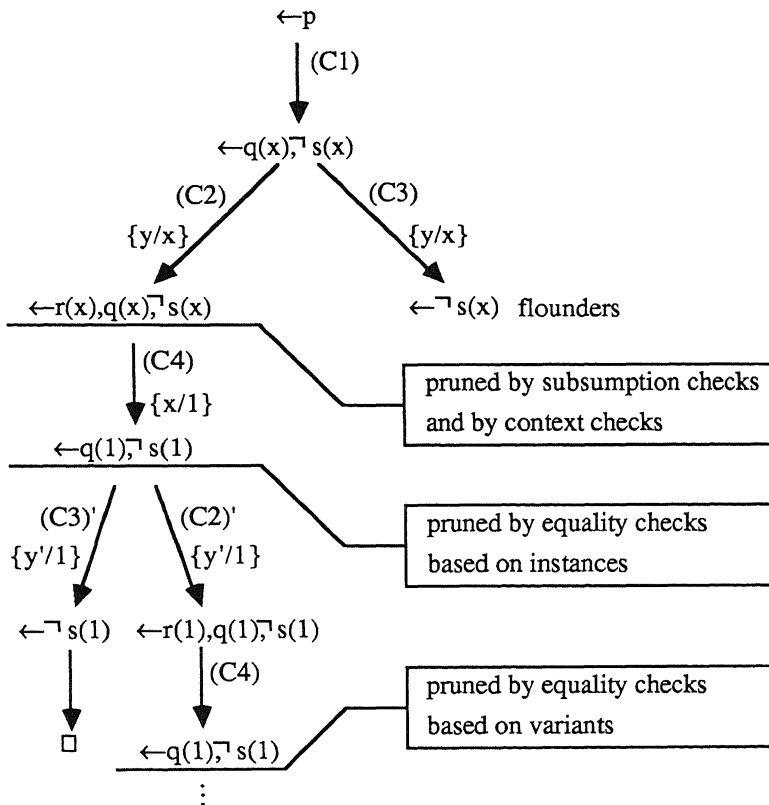 ←p
(C1)
←q(x),¬ s(x)
(C2)
(C3)
{y/x}
{y/x}
←r(x),q(x),¬ s(x)
←¬ s(x) flounders
(C4)
{x/1}
pruned by subsumption checks
and by context checks
←q(1),¬ s(1)
(C3)'
(C2)'
{y'/1}
{y'/1}
pruned by equality checks
based on instances
←¬ s(1)
←r(1),q(1),¬ s(1)
(C4)
pruned by equality checks
based on variants
□
←q(1),¬ s(1)
⋮